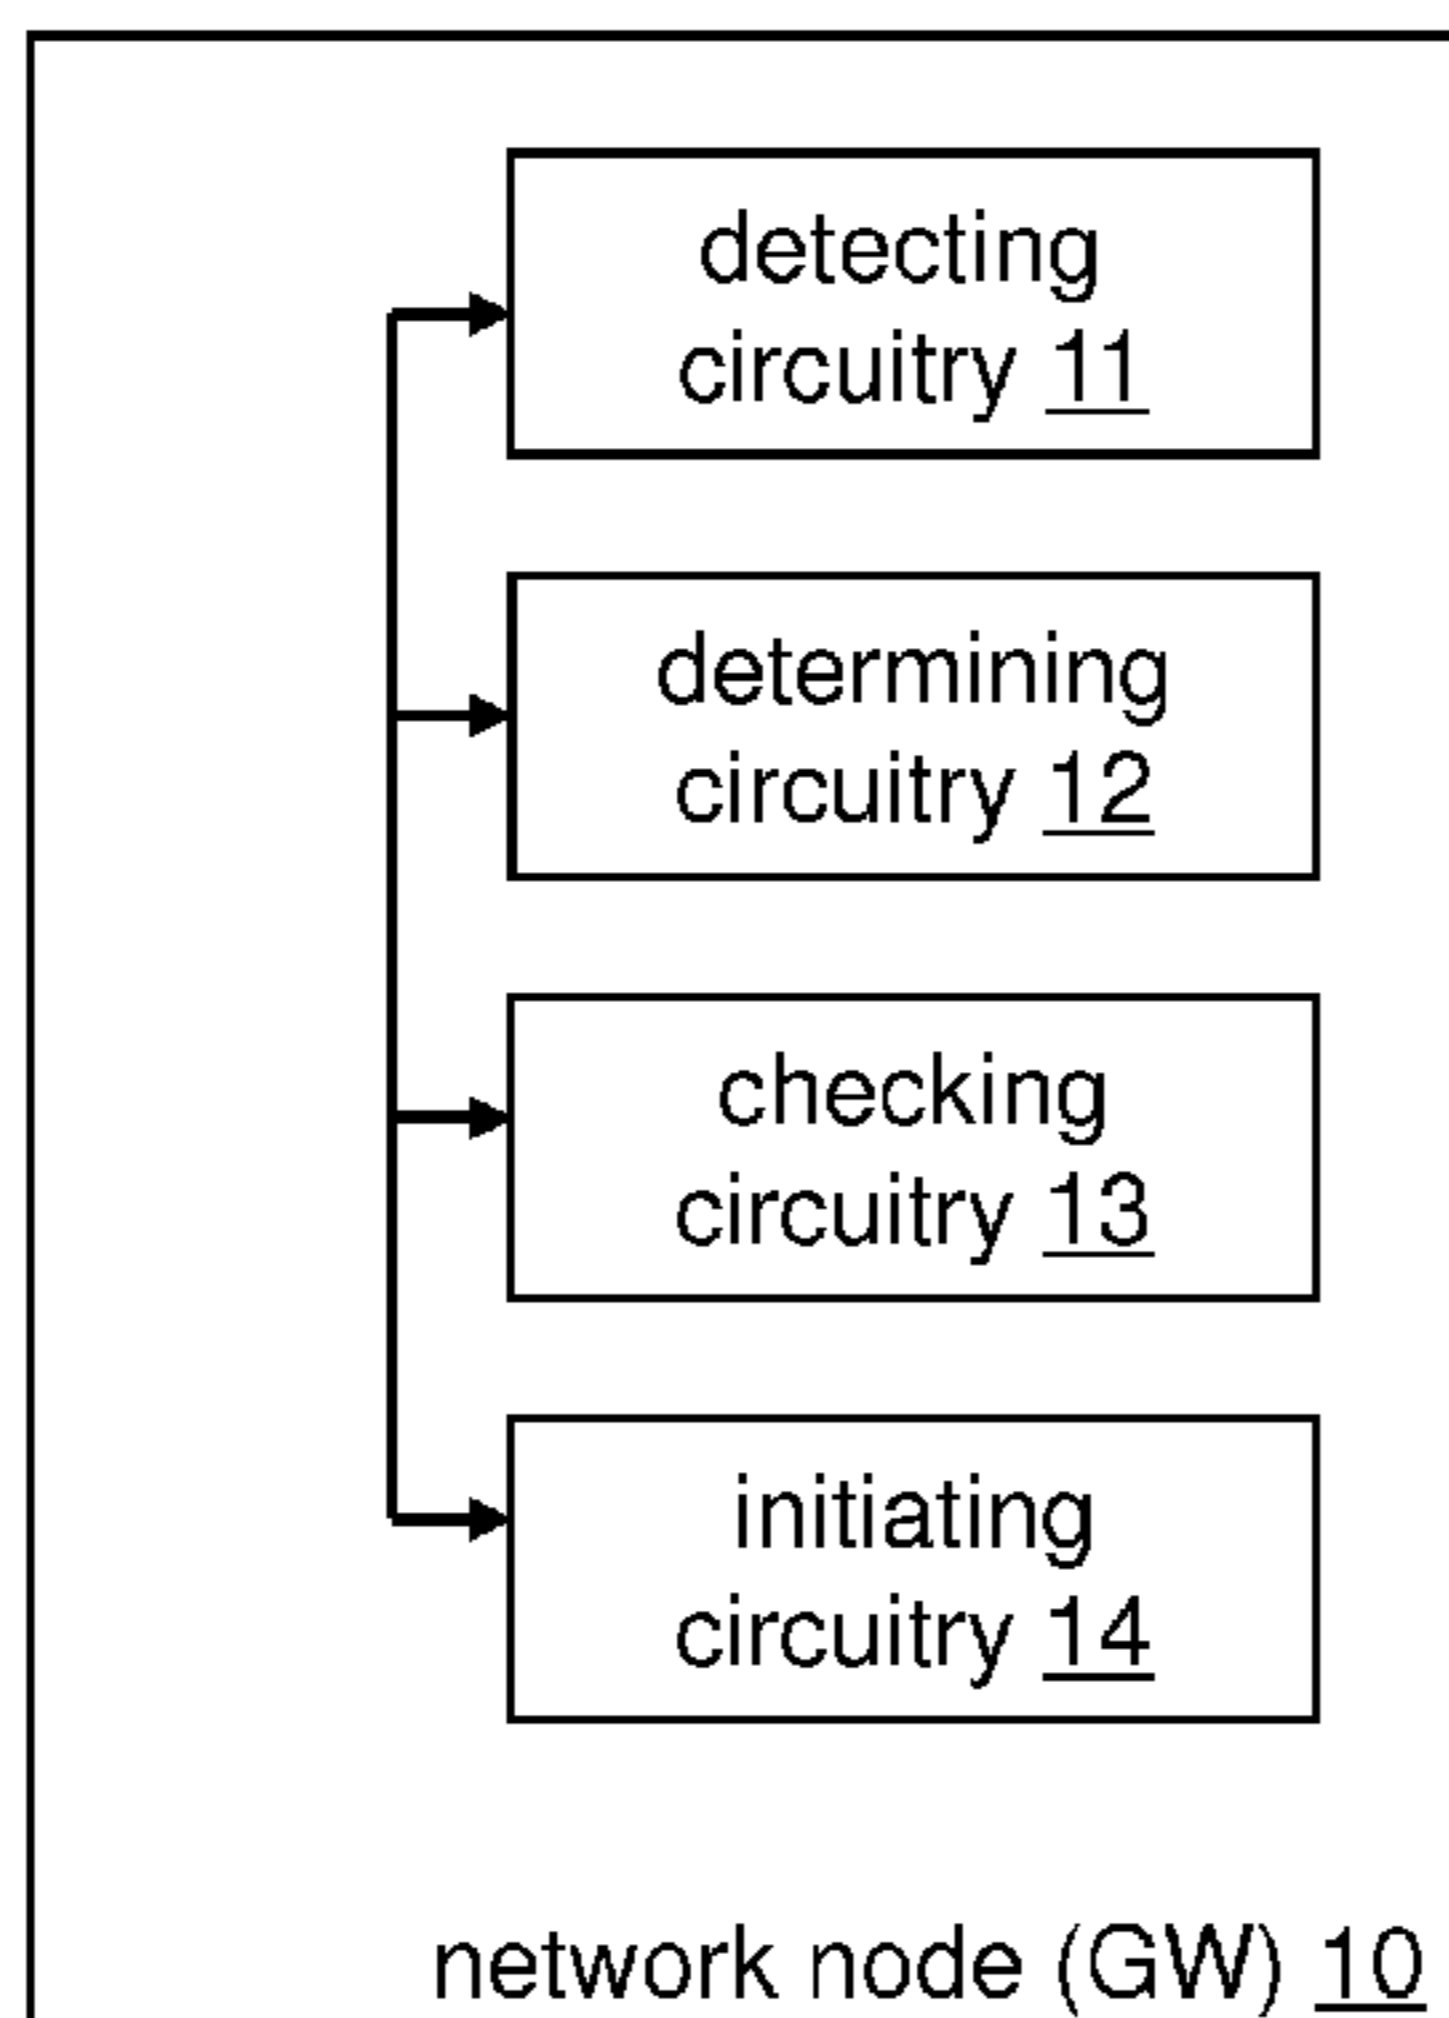 detecting
circuitry 11
determining
circuitry 12
checking
circuitry 13
initiating
circuitry 14
network node (GW) 10